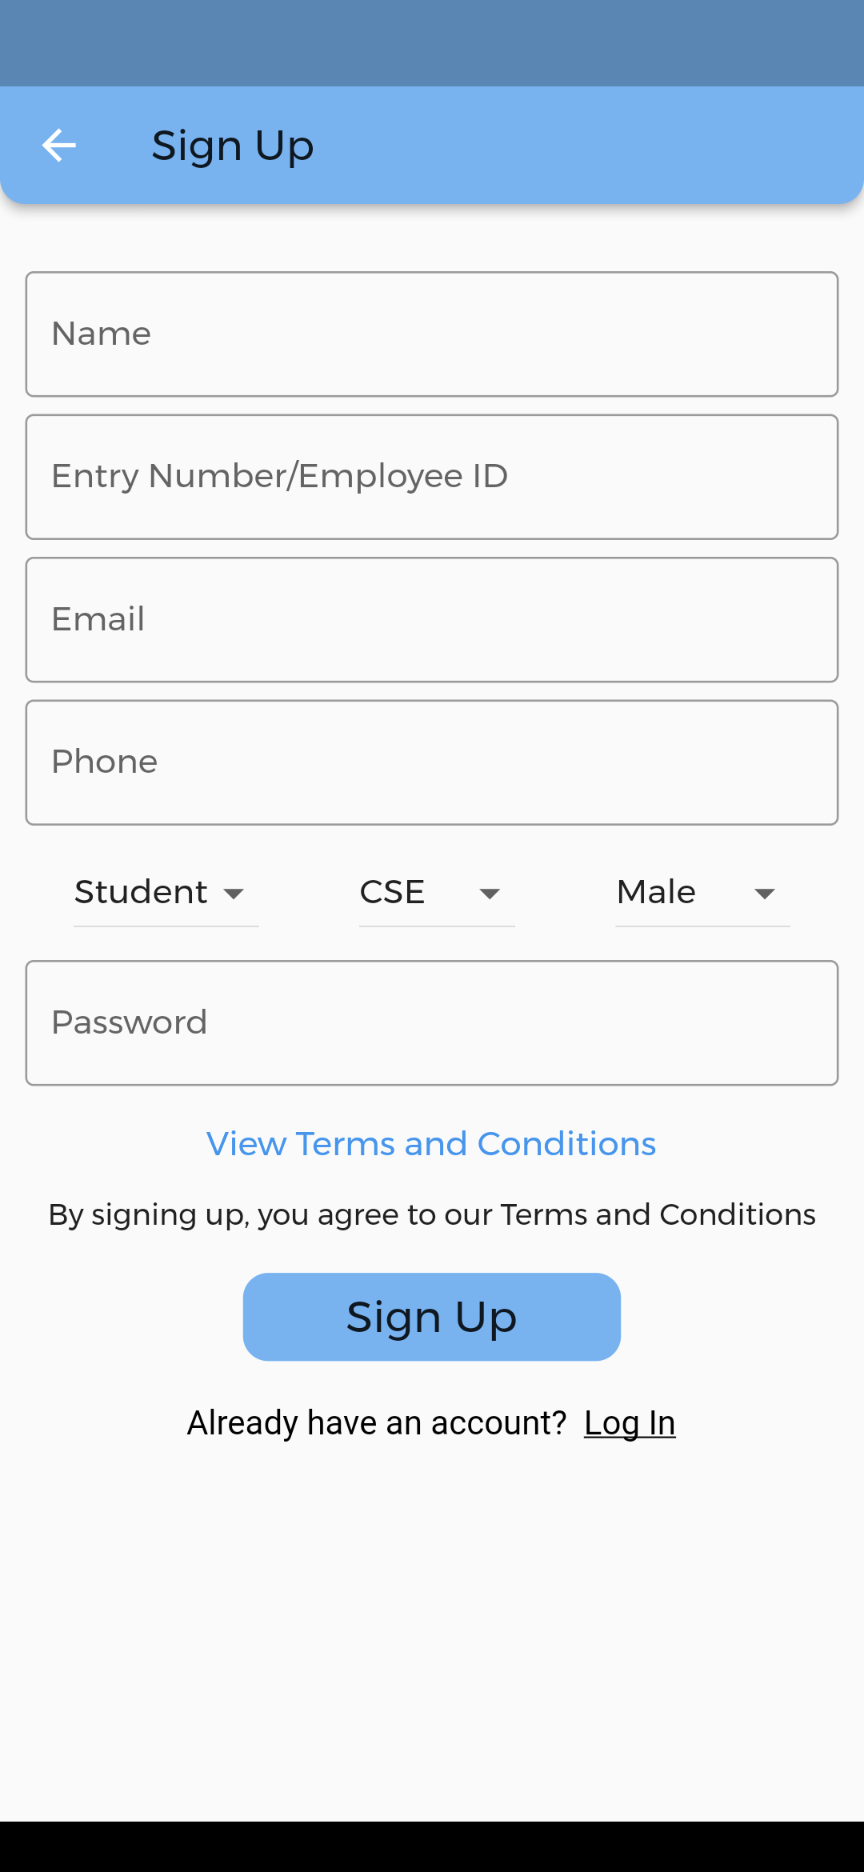 Sign Up
Name
Entry Number/Employee ID
Email
Phone
Student CSE Male
Password
View Terms and Conditions
By signing up, you agree to our Terms and Conditions
Sign Up
Already have an account? Log In